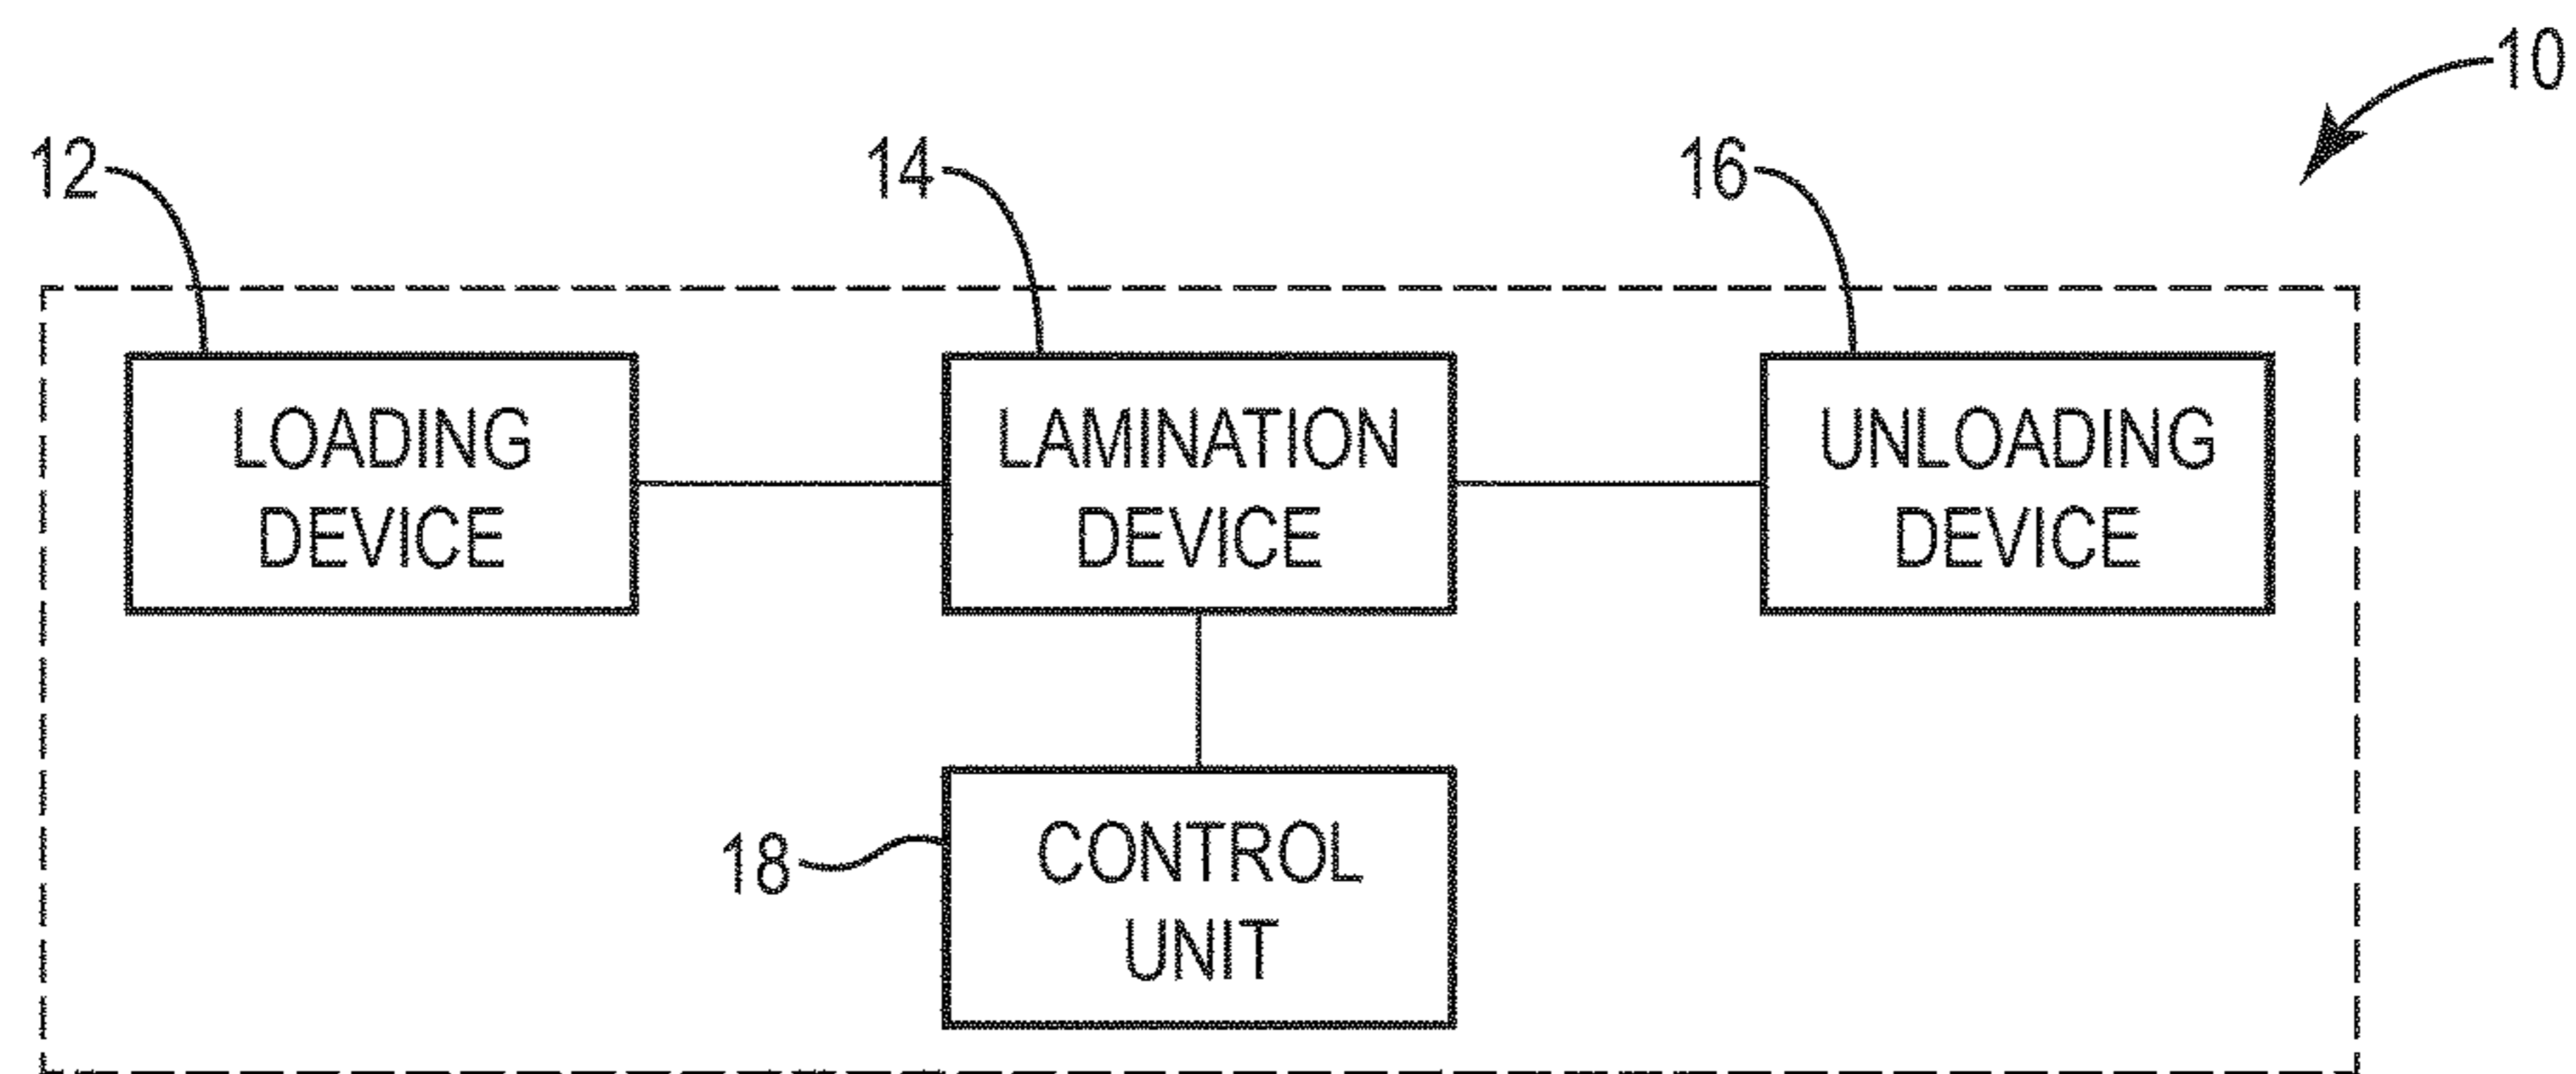 10
12
14
16
LOADING
DEVICE
LAMINATION
DEVICE
UNLOADING
DEVICE
18
CONTROL
UNIT